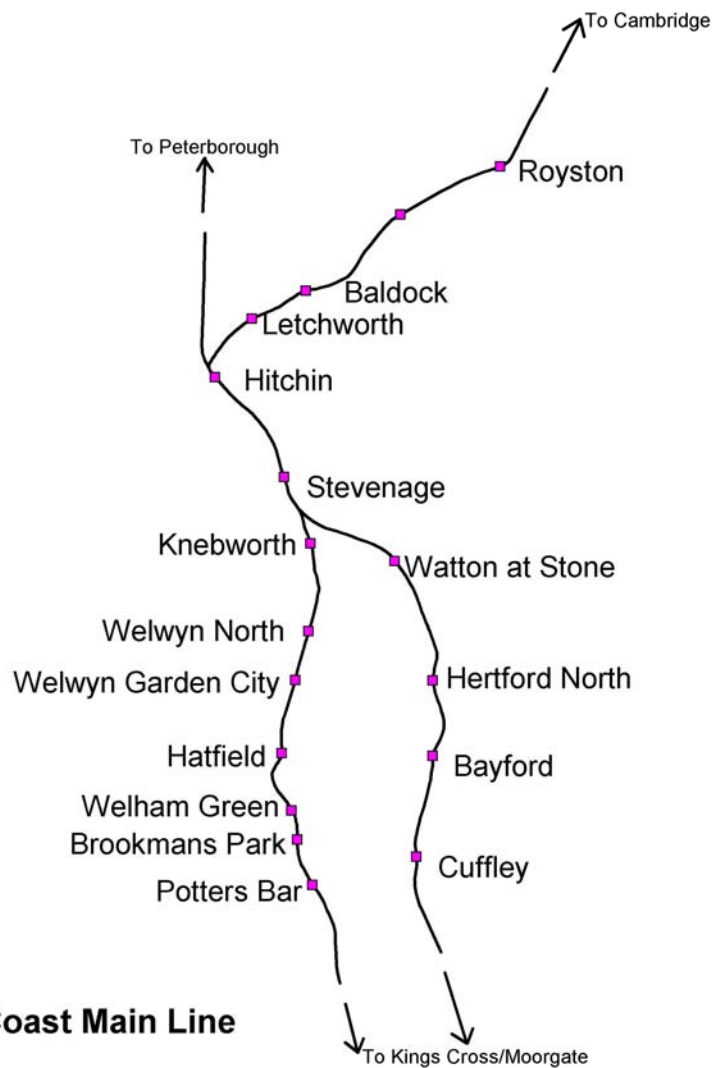 To Cambridge
To Peterborough
Royston
Baldock
Letchworth
Hitchin
Stevenage
Knebworth
Watton at Stone
Welwyn North
Welwyn Garden City
Hertford North
Hatfield
Bayford
Welham Green
Brookmans Park
Cuffley
Potters Bar
Coast Main Line
To Kings Cross/Moorgate